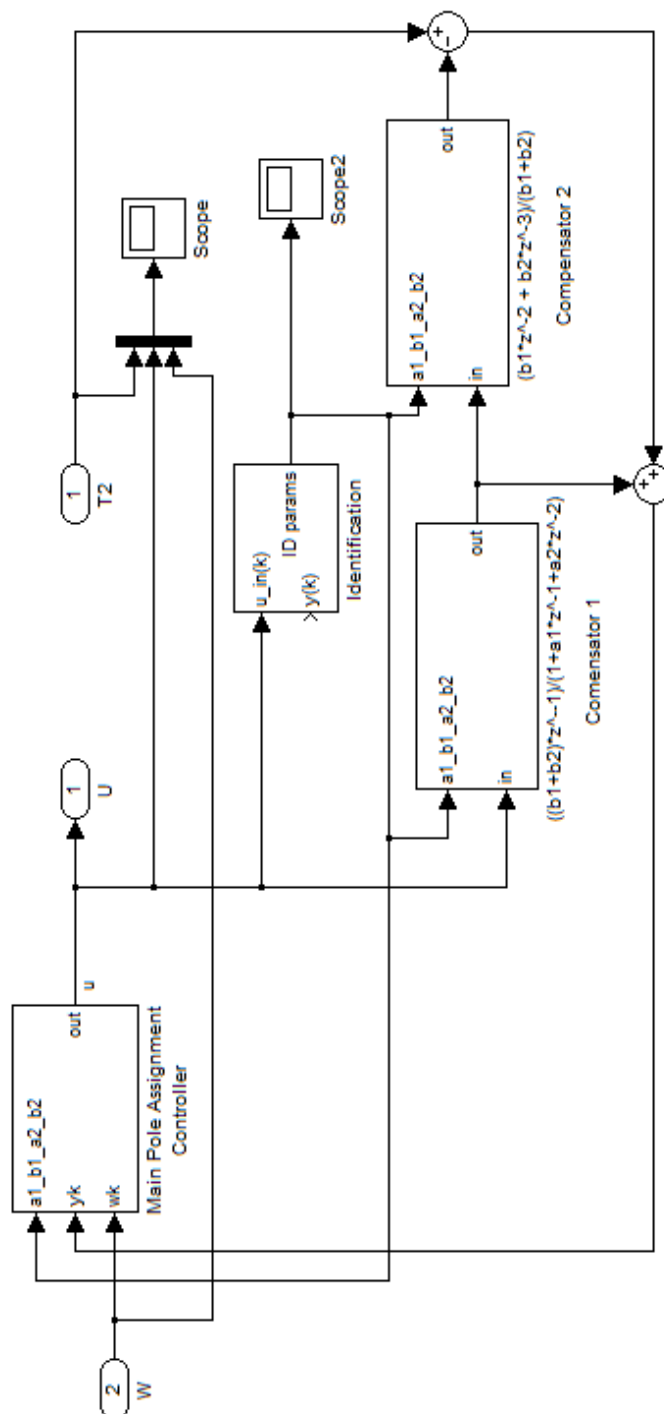 2
W
a1_b1_a2_b2
yk
wk
out
Main Pole Assignment
Controller
u
1
U
1
T2
Scope
u_in(k)
y(k)
ID params
Identification
Scope2
a1_b1_a2_b2
in
out
((b1+b2)*z^--1)/(1+a1*z^-1+a2*z^-2)
Comensator 1
a1_b1_a2_b2
in
out
(b1*z^-2 + b2*z^-3)/(b1+b2)
Compensator 2
+
−
+
+